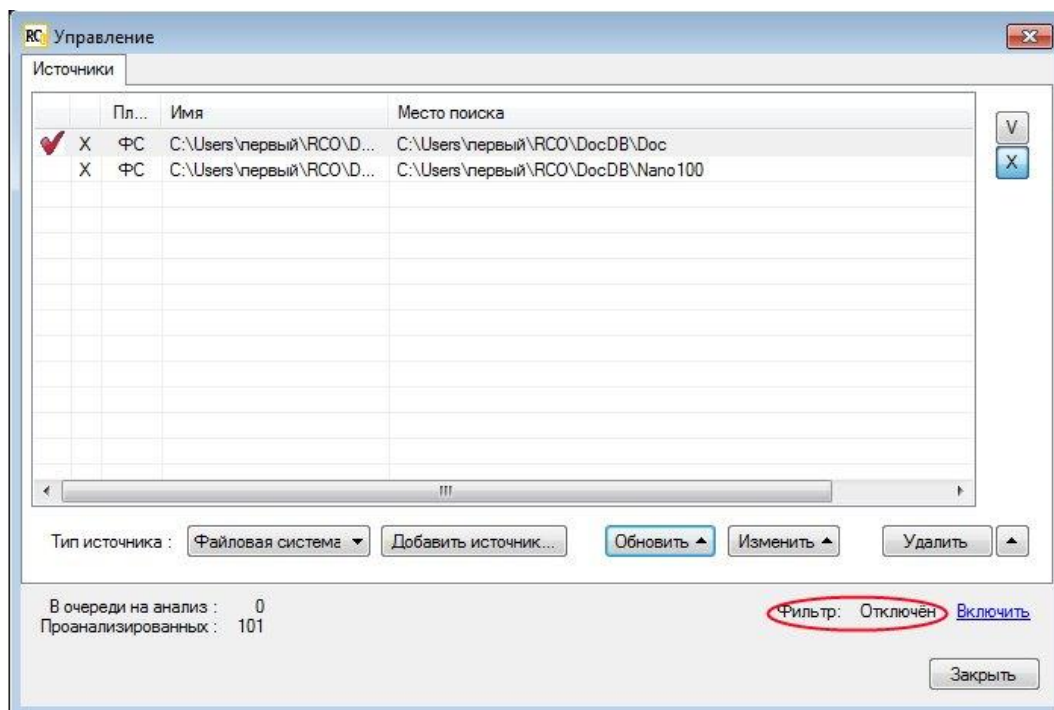 RCO Управление
Источники
Пл... Имя Место поиска
X ФС C:\Users\первый\RCO\D... C:\Users\первый\RCO\DocDB\Doc
X ФС C:\Users\первый\RCO\D... C:\Users\первый\RCO\DocDB\Nano100
V
X
Тип источника : Файловая система Добавить источник... Обновить Изменить Удалить
В очереди на анализ : 0
Проанализированных : 101
Фильтр: Отключён Включить
Закрыть